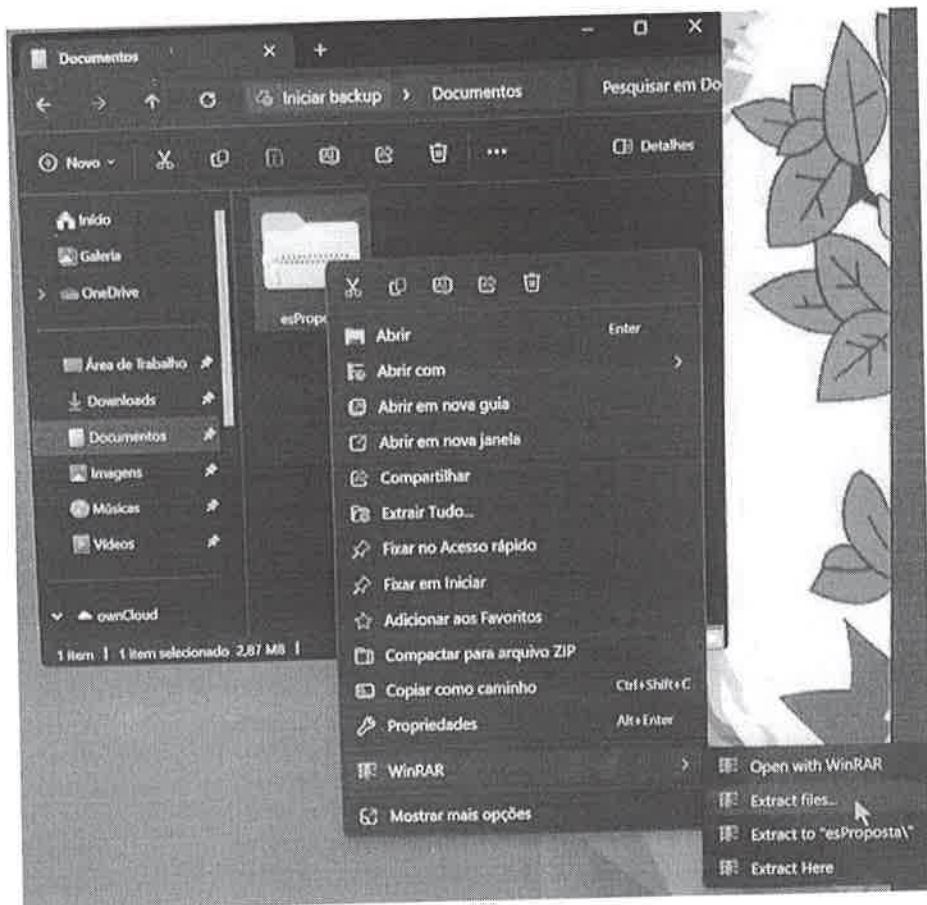 Documentos
Iniciar backup > Documentos
Pesquisar em Do
Novo
Detalhes
Início
Galeria
OneDrive
Área de Trabalho
Downloads
Documentos
Imagens
Músicas
Vídeos
ownCloud
1 item | 1 item selecionado 2,87 MB |
esPropo
Abrir Enter
Abrir com
Abrir em nova guia
Abrir em nova janela
Compartilhar
Extrair Tudo...
Fixar no Acesso rápido
Fixar em Iniciar
Adicionar aos Favoritos
Compactar para arquivo ZIP
Copiar como caminho Ctrl+Shift+C
Propriedades Alt+Enter
WinRAR
Mostrar mais opções
Open with WinRAR
Extract files...
Extract to "esProposta\"
Extract Here